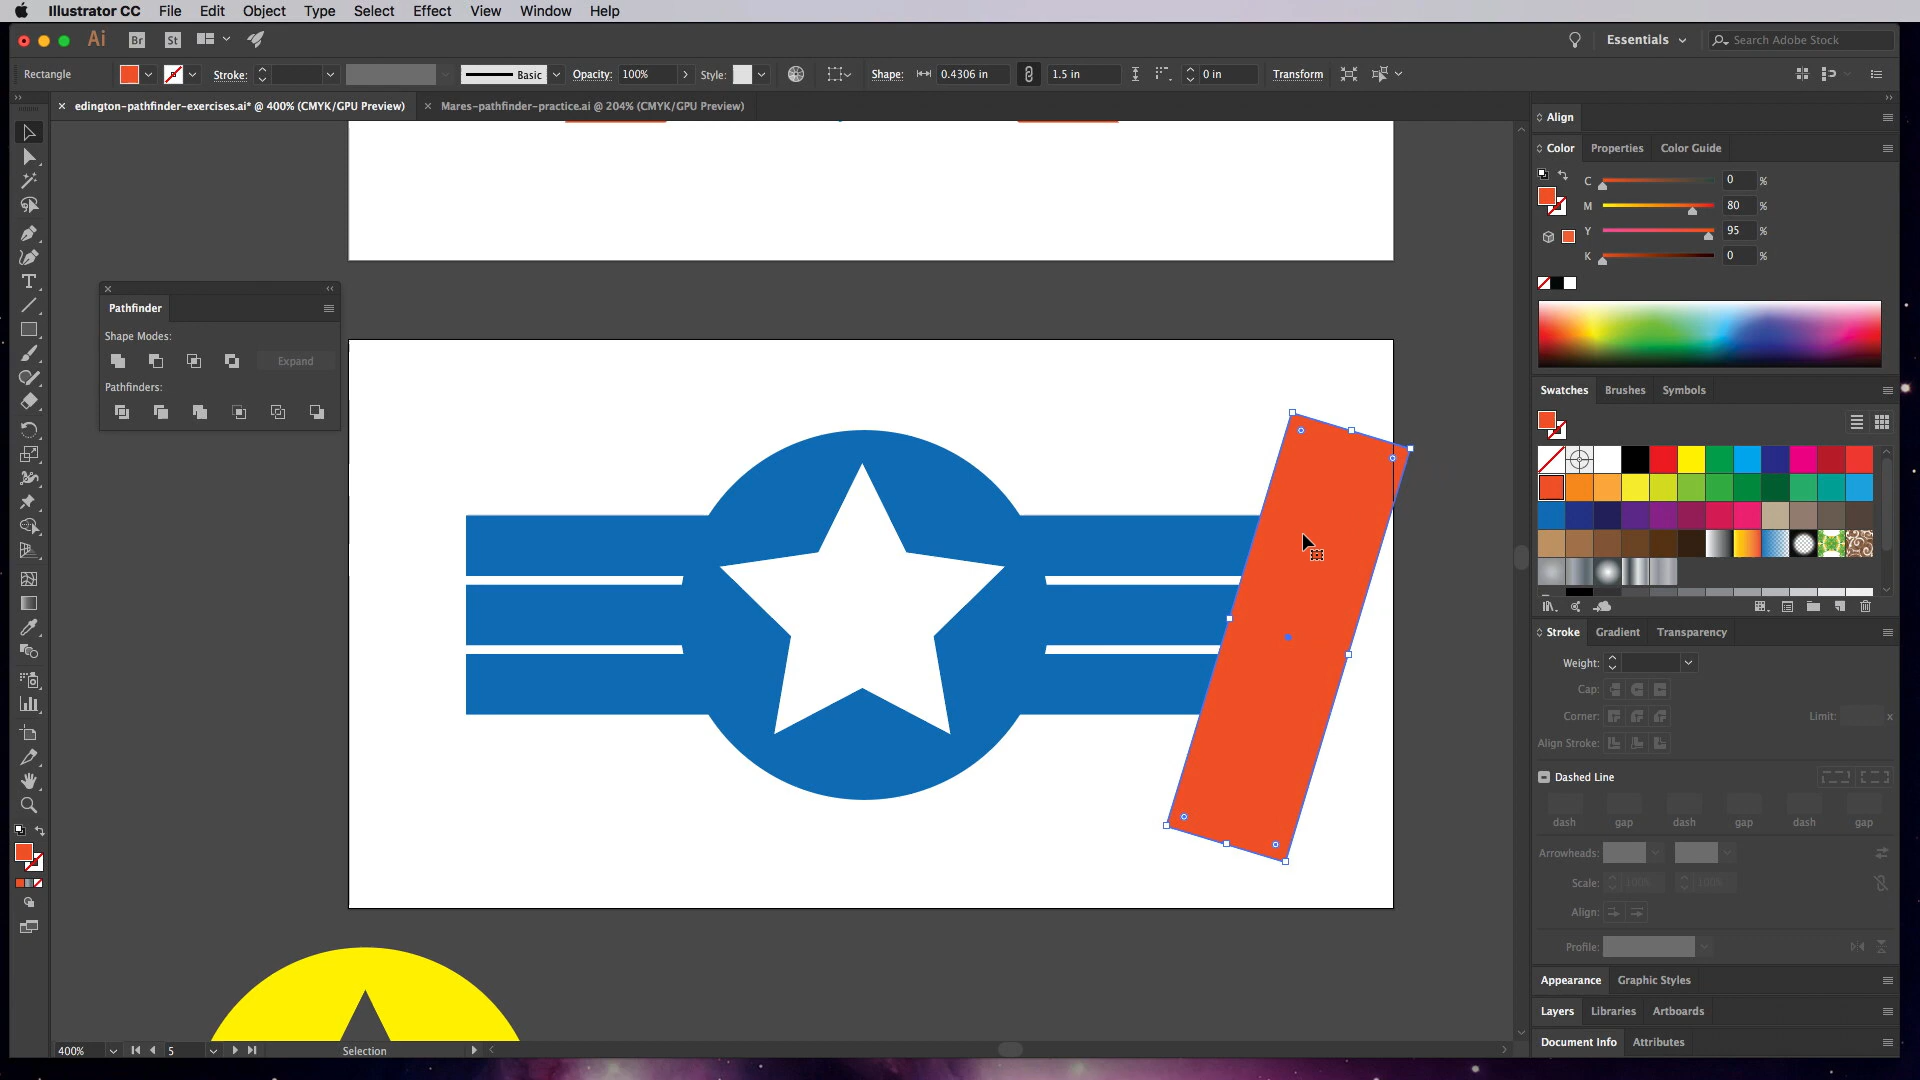 Illustrator CC File Edit Object Type Select Effect View Window Help
Ai Br St Essentials Search Adobe Stock
Rectangle Stroke: Basic Opacity: 100% Style: Shape: 0.4306 in 1.5 in 0 in Transform
edington-pathfinder-exercises.ai* @ 400% (CMYK/GPU Preview) Mares-pathfinder-practice.ai @ 204% (CMYK/GPU Preview)
Align
Color Properties Color Guide
C 0 %
M 80 %
Y 95 %
K 0 %
Pathfinder
Shape Modes:
Expand
Pathfinders:
Swatches Brushes Symbols
Stroke Gradient Transparency
Weight:
Cap:
Corner: Limit: x
Align Stroke:
Dashed Line
dash gap dash gap dash gap
Arrowheads:
Scale: 100% 100%
Align:
Profile:
Appearance Graphic Styles
Layers Libraries Artboards
Document Info Attributes
400% 5 Selection